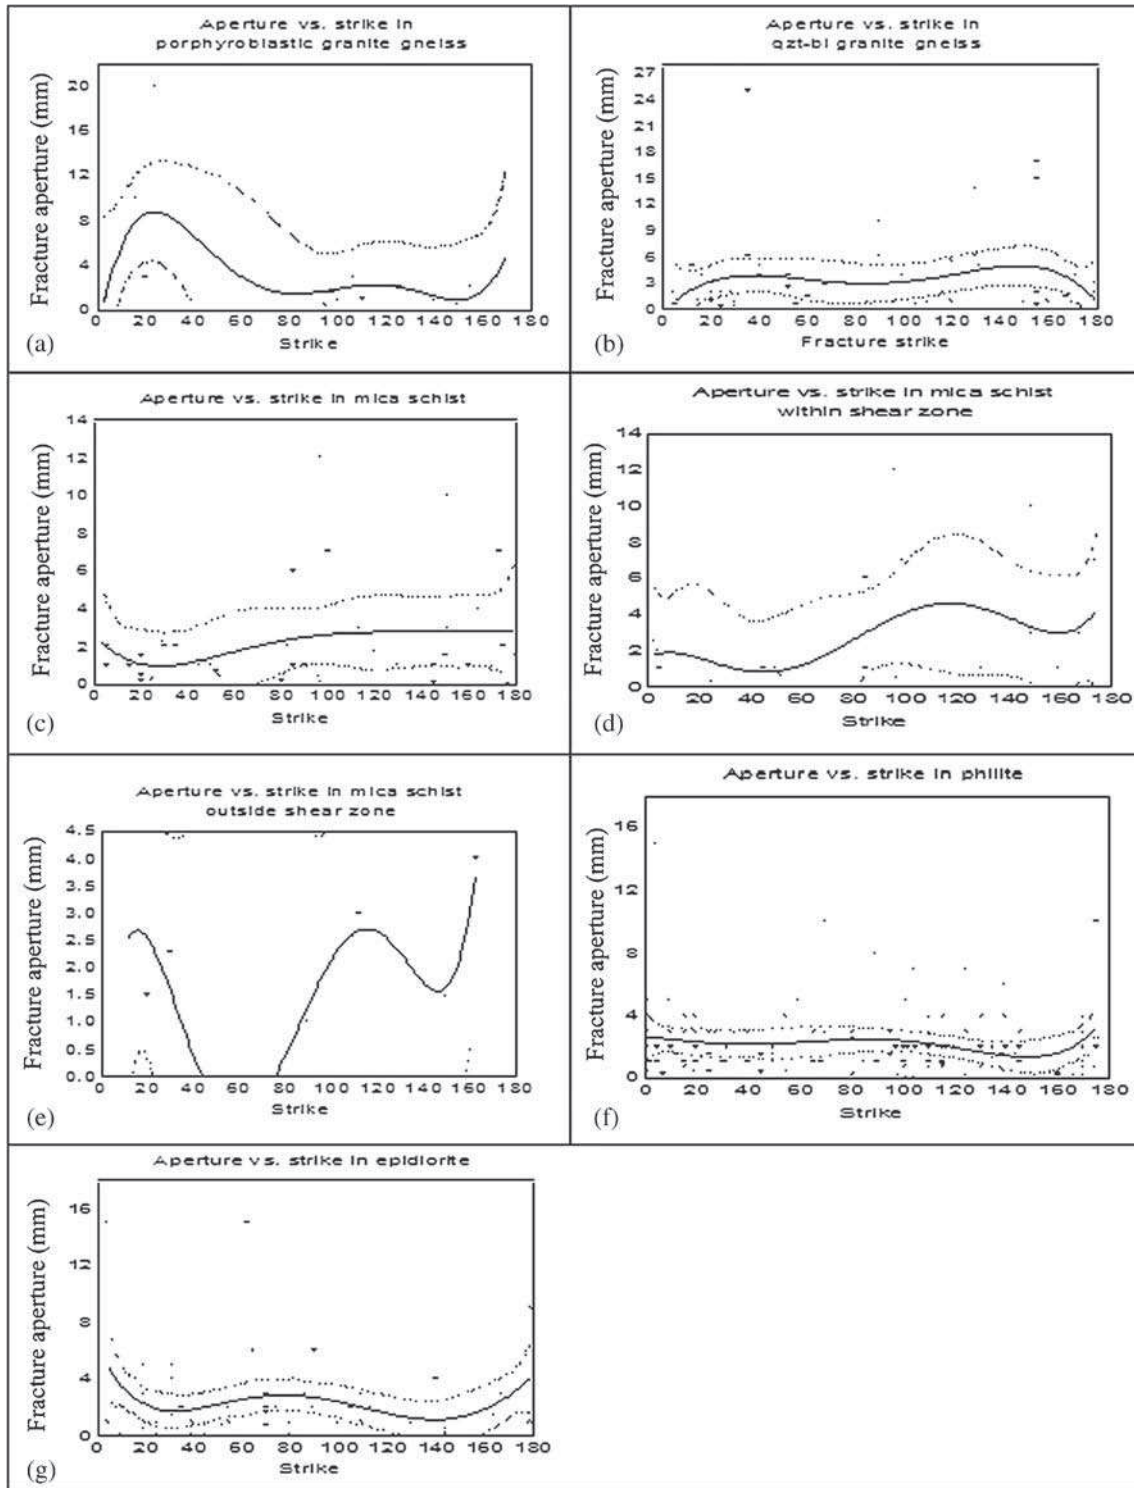 Aperture vs. strike in
porphyroblastic granite gneiss
Fracture aperture (mm)
20
16
12
8
4
0
0 20 40 60 80 100 120 140 160 180
Strike
(a)
Aperture vs. strike in
qzt-bi granite gneiss
Fracture aperture (mm)
27
24
21
18
15
12
9
6
3
0
0 20 40 60 80 100 120 140 160 180
Fracture strike
(b)
Aperture vs. strike in mica schist
Fracture aperture (mm)
14
12
10
8
6
4
2
0
0 20 40 60 80 100 120 140 160 180
Strike
(c)
Aperture vs. strike in mica schist
within shear zone
Fracture aperture (mm)
14
12
10
8
6
4
2
0
0 20 40 60 80 100 120 140 160 180
Strike
(d)
Aperture vs. strike in mica schist
outside shear zone
Fracture aperture (mm)
4.5
4.0
3.5
3.0
2.5
2.0
1.5
1.0
0.5
0.0
0 20 40 60 80 100 120 140 160 180
Strike
(e)
Aperture vs. strike in phillte
Fracture aperture (mm)
16
12
8
4
0
0 20 40 60 80 100 120 140 160 180
Strike
(f)
Aperture vs. strike in epidiorite
Fracture aperture (mm)
16
12
8
4
0
0 20 40 60 80 100 120 140 160 180
Strike
(g)